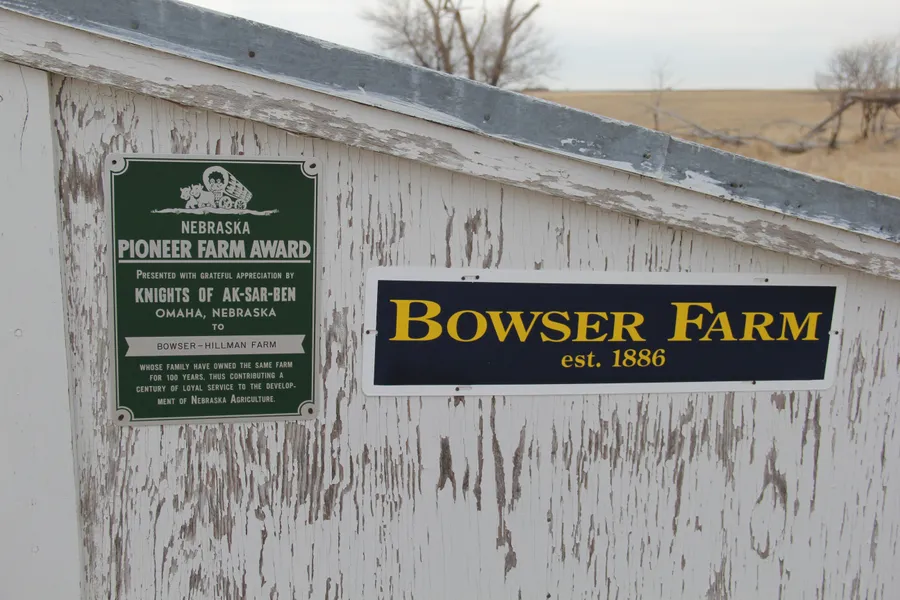 NEBRASKA
PIONEER FARM AWARD
PRESENTED WITH GRATEFUL APPRECIATION BY
KNIGHTS OF AK-SAR-BEN
OMAHA, NEBRASKA
TO
BOWSER-HILLMAN FARM
WHOSE FAMILY HAVE OWNED THE SAME FARM
FOR 100 YEARS, THUS CONTRIBUTING A
CENTURY OF LOYAL SERVICE TO THE DEVELOP-
MENT OF NEBRASKA AGRICULTURE.
BOWSER FARM
est. 1886